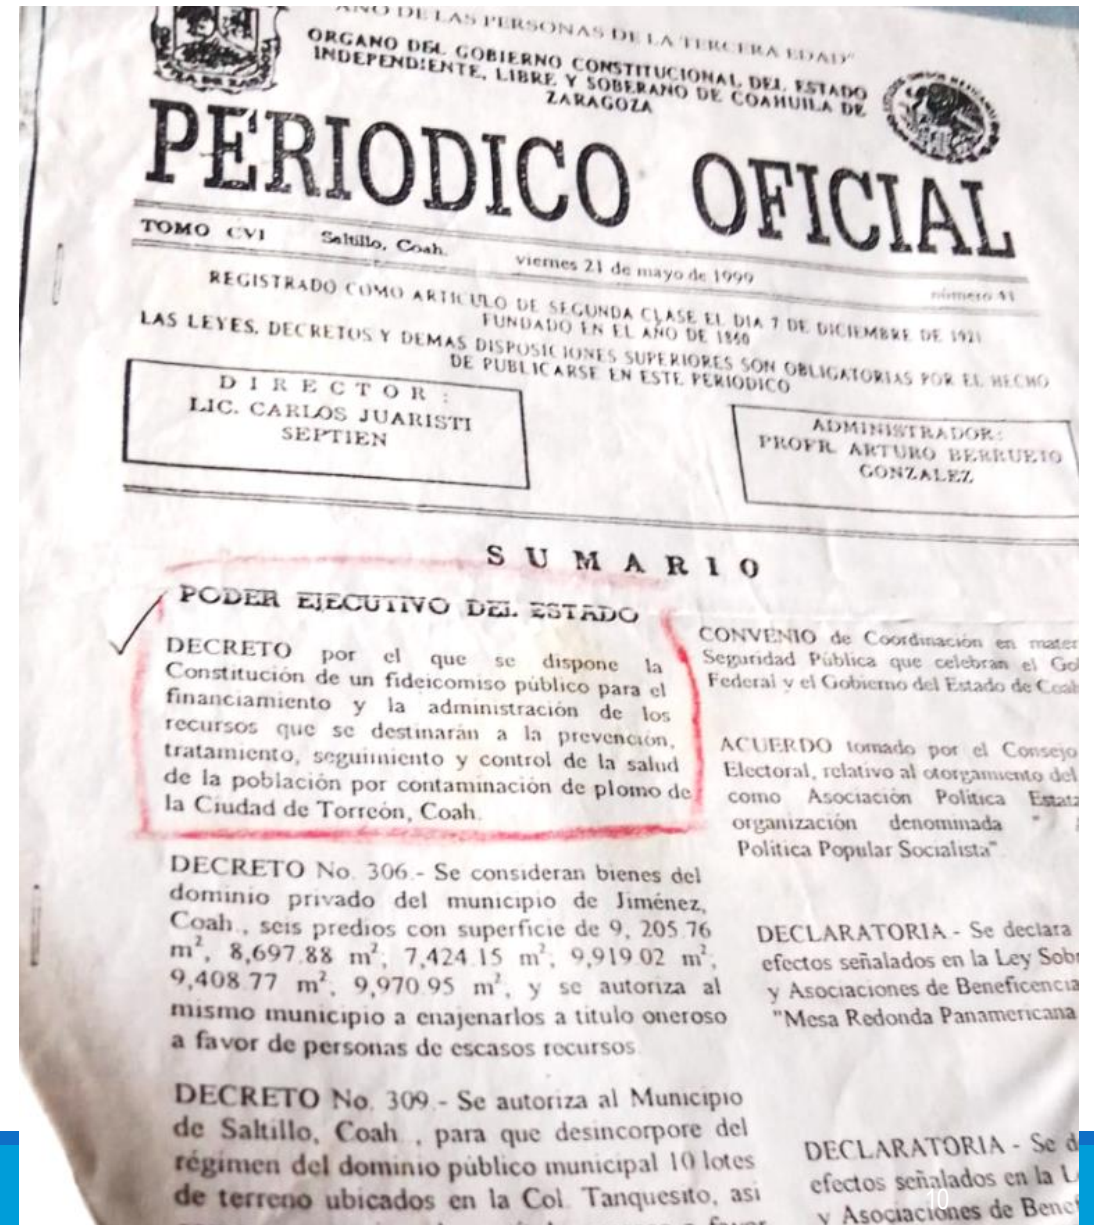 AÑO DE LAS PERSONAS DE LA TERCERA EDAD"
ORGANO DEL GOBIERNO CONSTITUCIONAL DEL ESTADO
INDEPENDIENTE, LIBRE Y SOBERANO DE COAHUILA DE
ZARAGOZA
PERIODICO OFICIAL
TOMO CVI Saltillo, Coah. viernes 21 de mayo de 1999 número 41
REGISTRADO COMO ARTICULO DE SEGUNDA CLASE EL DIA 7 DE DICIEMBRE DE 1921
FUNDADO EN EL AÑO DE 1860
LAS LEYES, DECRETOS Y DEMAS DISPOSICIONES SUPERIORES SON OBLIGATORIAS POR EL HECHO
DE PUBLICARSE EN ESTE PERIODICO
DIRECTOR:
LIC. CARLOS JUARISTI
SEPTIEN
ADMINISTRADOR:
PROFR. ARTURO BERRUETO
GONZALEZ
SUMARIO
PODER EJECUTIVO DEL ESTADO
DECRETO por el que se dispone la
Constitución de un fideicomiso público para el
financiamiento y la administración de los
recursos que se destinarán a la prevención,
tratamiento, seguimiento y control de la salud
de la población por contaminación de plomo de
la Ciudad de Torreón, Coah.
DECRETO No. 306.- Se consideran bienes del
dominio privado del municipio de Jiménez,
Coah., seis predios con superficie de 9, 205.76
m², 8,697.88 m²; 7,424.15 m²; 9,919.02 m²;
9,408.77 m², 9,970.95 m², y se autoriza al
mismo municipio a enajenarlos a titulo oneroso
a favor de personas de escasos recursos.
DECRETO No. 309.- Se autoriza al Municipio
de Saltillo, Coah., para que desincorpore del
régimen del dominio público municipal 10 lotes
de terreno ubicados en la Col. Tanquesito, asi
CONVENIO de Coordinación en mater
Seguridad Pública que celebran el Go
Federal y el Gobierno del Estado de Coah
ACUERDO tomado por el Consejo
Electoral, relativo al otorgamiento del
como Asociación Política Estata
organización denominada "
Política Popular Socialista".
DECLARATORIA.- Se declara
efectos señalados en la Ley Sobr
y Asociaciones de Beneficencia
"Mesa Redonda Panamericana
DECLARATORIA - Se d
efectos señalados en la L
y Asociaciones de Benef
10